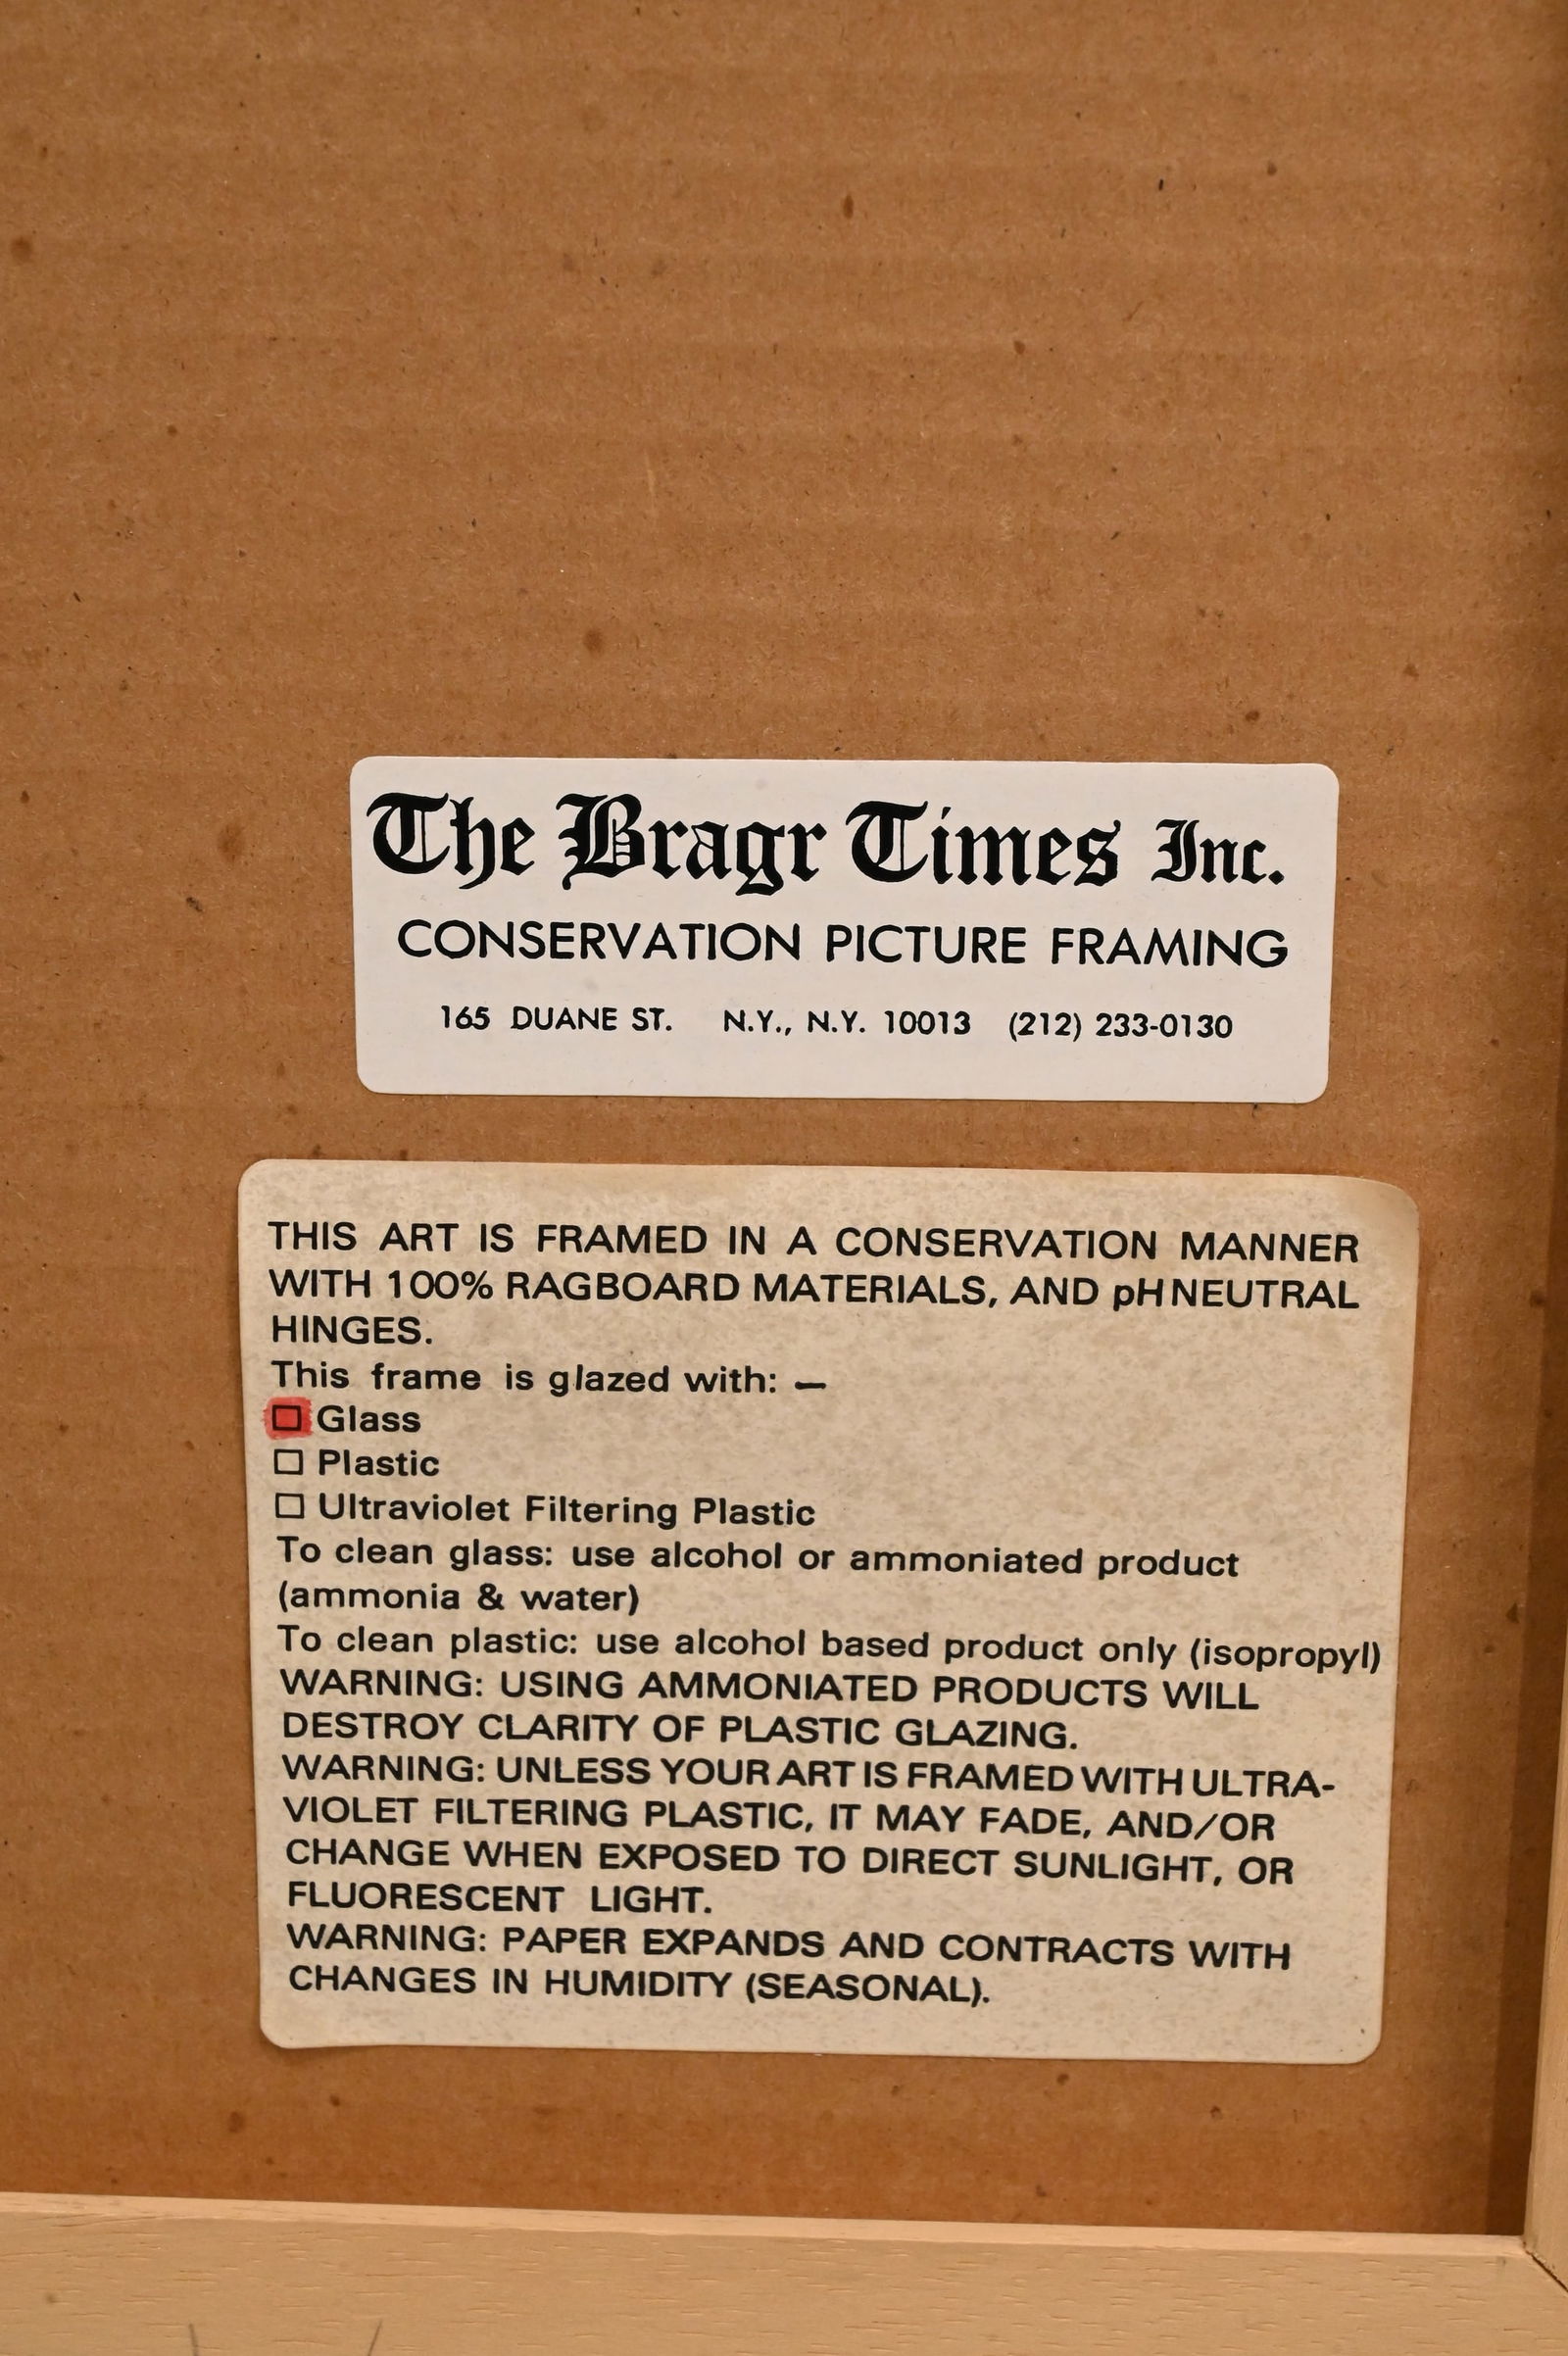 The Bragr Times Inc.
CONSERVATION PICTURE FRAMING
165 DUANE ST. N.Y., N.Y. 10013 (212) 233-0130
THIS ART IS FRAMED IN A CONSERVATION MANNER
WITH 100% RAGBOARD MATERIALS, AND pH NEUTRAL
HINGES.
This frame is glazed with: —
☐ Glass
☐ Plastic
☐ Ultraviolet Filtering Plastic
To clean glass: use alcohol or ammoniated product
(ammonia & water)
To clean plastic: use alcohol based product only (isopropyl)
WARNING: USING AMMONIATED PRODUCTS WILL
DESTROY CLARITY OF PLASTIC GLAZING.
WARNING: UNLESS YOUR ART IS FRAMED WITH ULTRA-
VIOLET FILTERING PLASTIC, IT MAY FADE, AND/OR
CHANGE WHEN EXPOSED TO DIRECT SUNLIGHT, OR
FLUORESCENT LIGHT.
WARNING: PAPER EXPANDS AND CONTRACTS WITH
CHANGES IN HUMIDITY (SEASONAL).